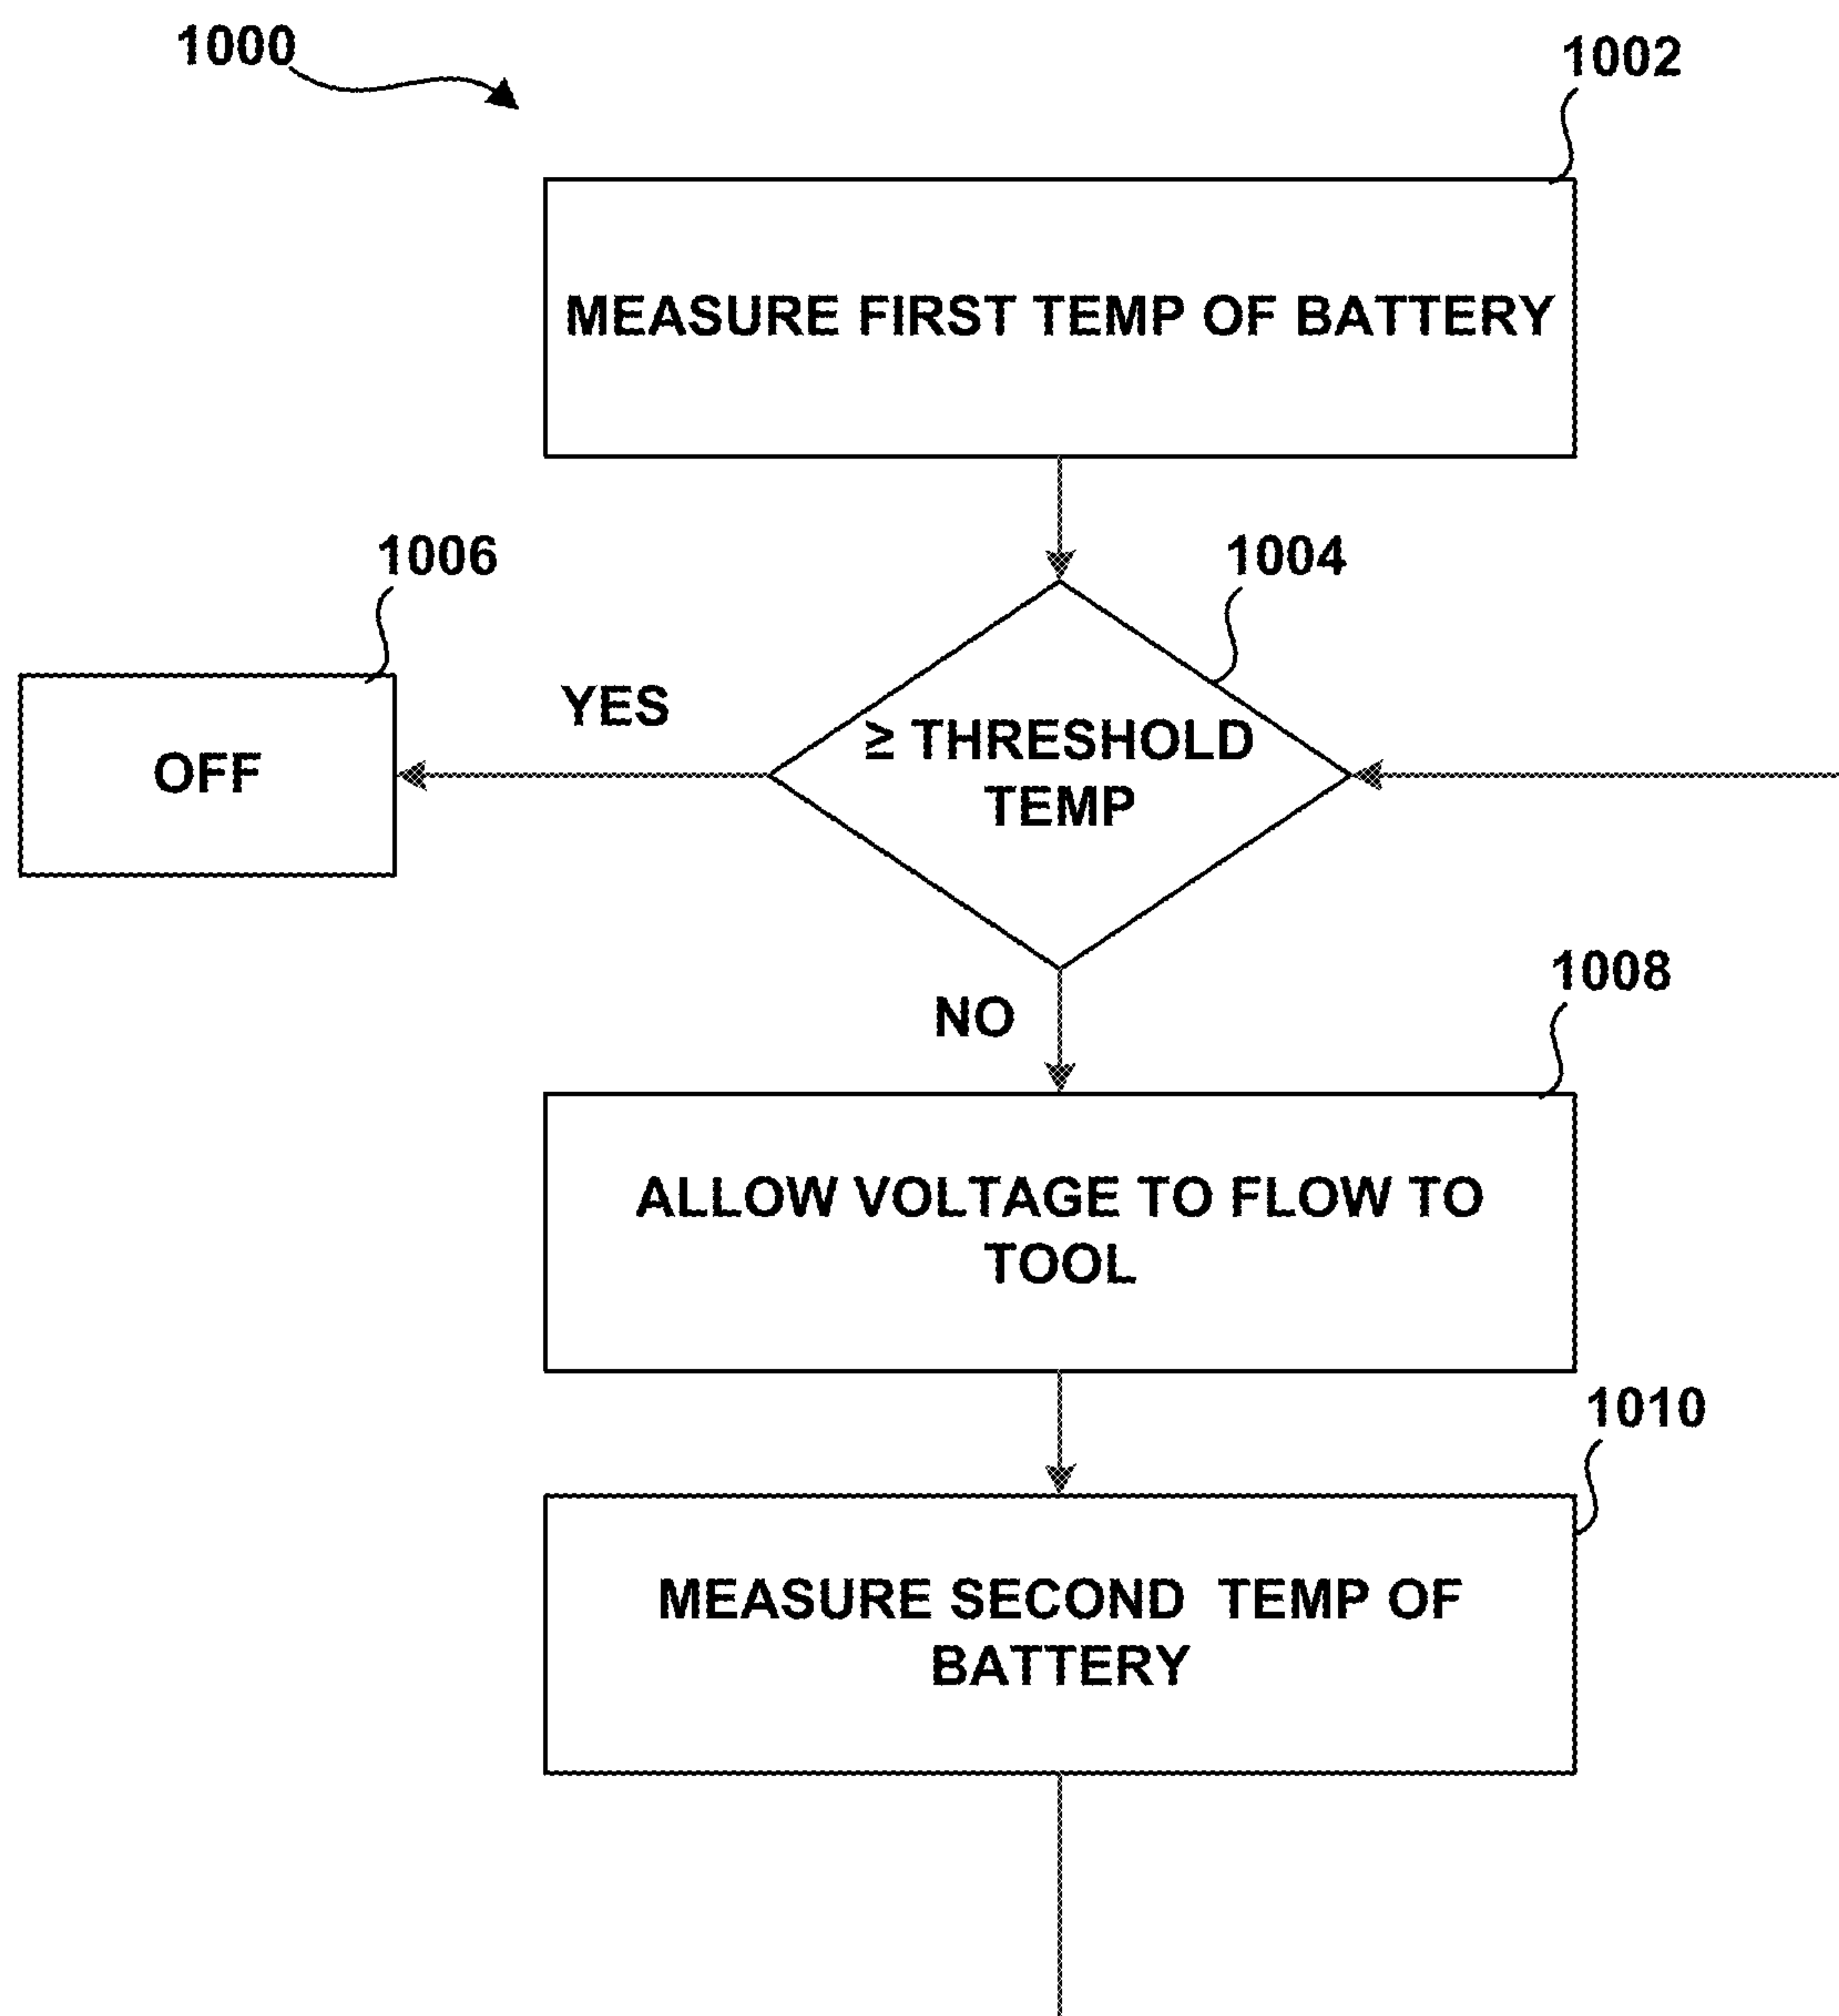 1000
1002
MEASURE FIRST TEMP OF BATTERY
1006
1004
OFF
YES
≥ THRESHOLD
TEMP
NO
1008
ALLOW VOLTAGE TO FLOW TO
TOOL
1010
MEASURE SECOND TEMP OF
BATTERY